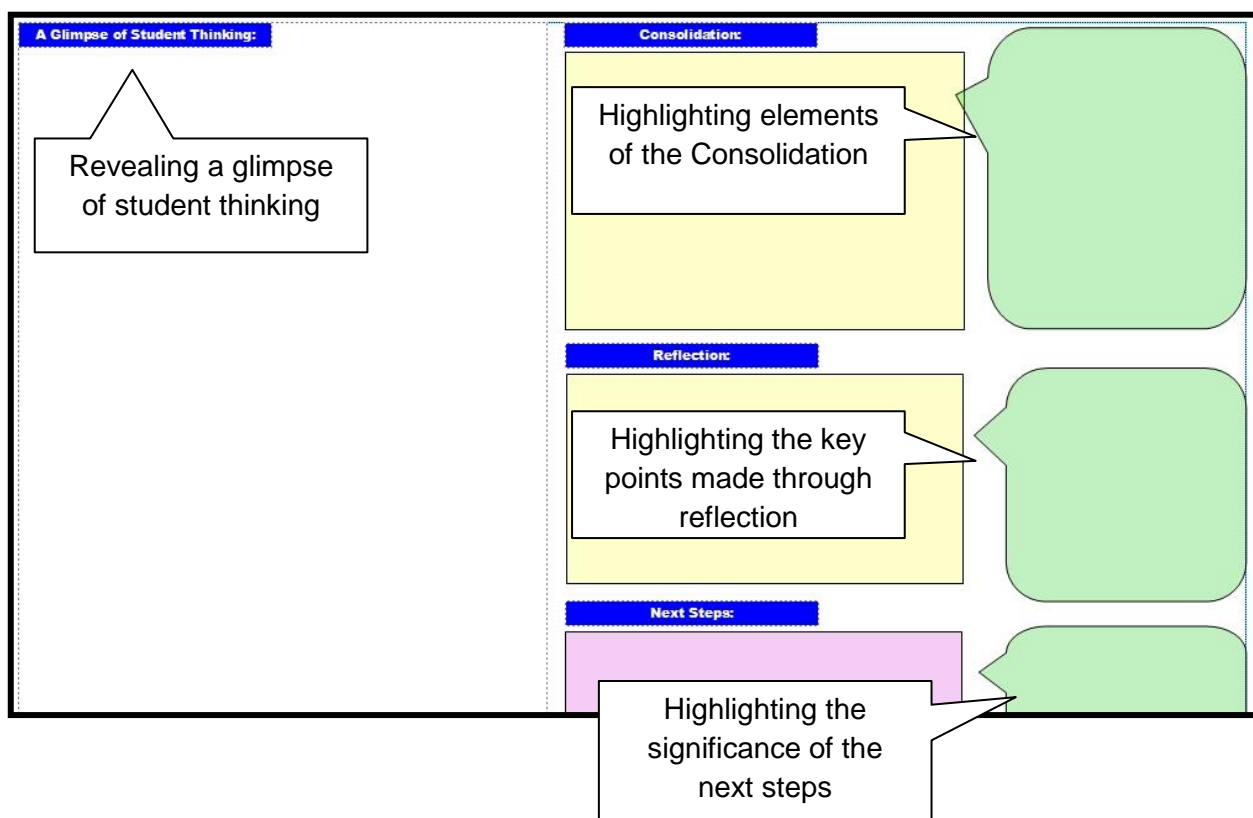 A Glimpse of Student Thinking:
Revealing a glimpse
of student thinking
Consolidation:
Highlighting elements
of the Consolidation
Reflection:
Highlighting the key
points made through
reflection
Next Steps:
Highlighting the
significance of the
next steps